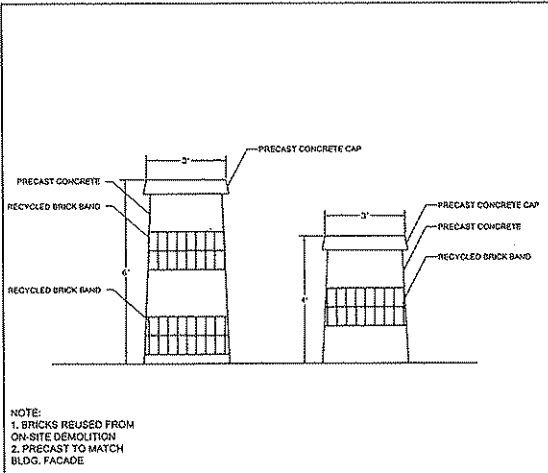 3'
PRECAST CONCRETE CAP
PRECAST CONCRETE
RECYCLED BRICK BAND
6'
RECYCLED BRICK BAND
3'
PRECAST CONCRETE CAP
PRECAST CONCRETE
RECYCLED BRICK BAND
4'
NOTE:
1. BRICKS REUSED FROM
ON-SITE DEMOLITION
2. PRECAST TO MATCH
BLDG. FACADE